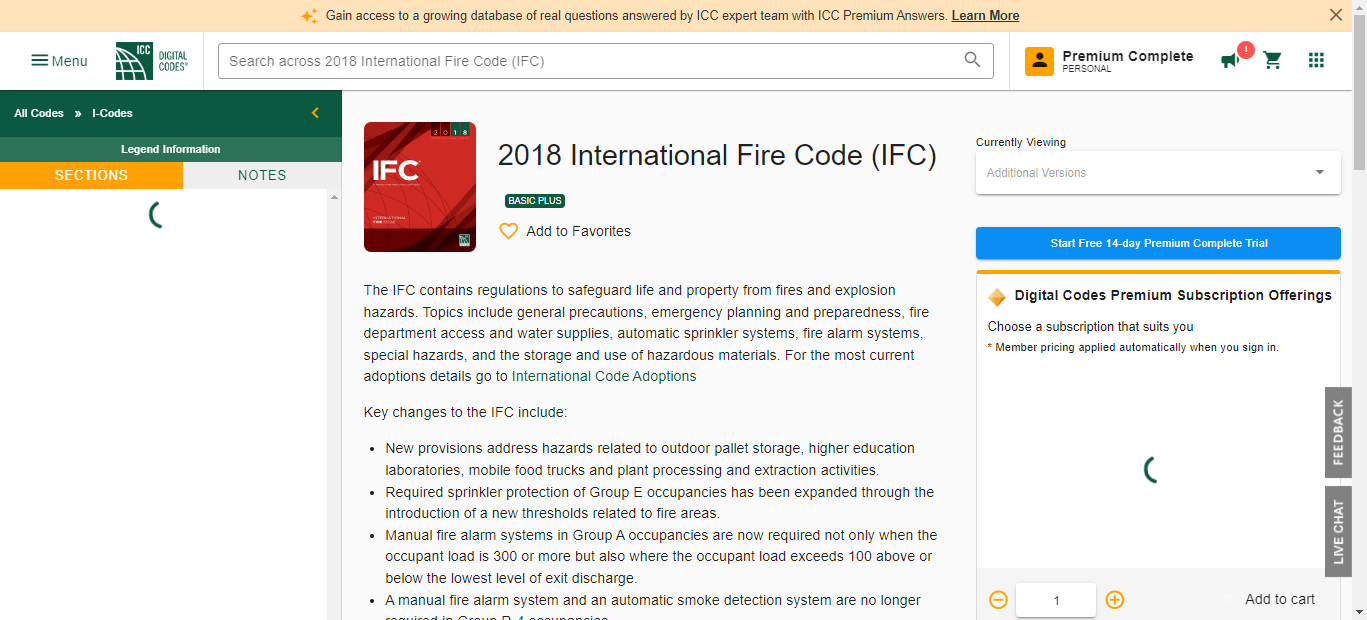 Gain access to a growing database of real questions answered by ICC expert team with ICC Premium Answers. Learn More
Menu
ICC
DIGITAL
CODES®
Search across 2018 International Fire Code (IFC)
Premium Complete
PERSONAL
!
All Codes » I-Codes
Legend Information
SECTIONS
NOTES
2018
IFC
INTERNATIONAL
FIRE CODE
2018 International Fire Code (IFC)
BASIC PLUS
Add to Favorites
The IFC contains regulations to safeguard life and property from fires and explosion
hazards. Topics include general precautions, emergency planning and preparedness, fire
department access and water supplies, automatic sprinkler systems, fire alarm systems,
special hazards, and the storage and use of hazardous materials. For the most current
adoptions details go to International Code Adoptions
Key changes to the IFC include:
• New provisions address hazards related to outdoor pallet storage, higher education
laboratories, mobile food trucks and plant processing and extraction activities.
• Required sprinkler protection of Group E occupancies has been expanded through the
introduction of a new thresholds related to fire areas.
• Manual fire alarm systems in Group A occupancies are now required not only when the
occupant load is 300 or more but also where the occupant load exceeds 100 above or
below the lowest level of exit discharge.
• A manual fire alarm system and an automatic smoke detection system are no longer
required in Group R-4 occupancies.
Currently Viewing
Additional Versions
Start Free 14-day Premium Complete Trial
Digital Codes Premium Subscription Offerings
Choose a subscription that suits you
* Member pricing applied automatically when you sign in.
1
Add to cart
FEEDBACK
LIVE CHAT